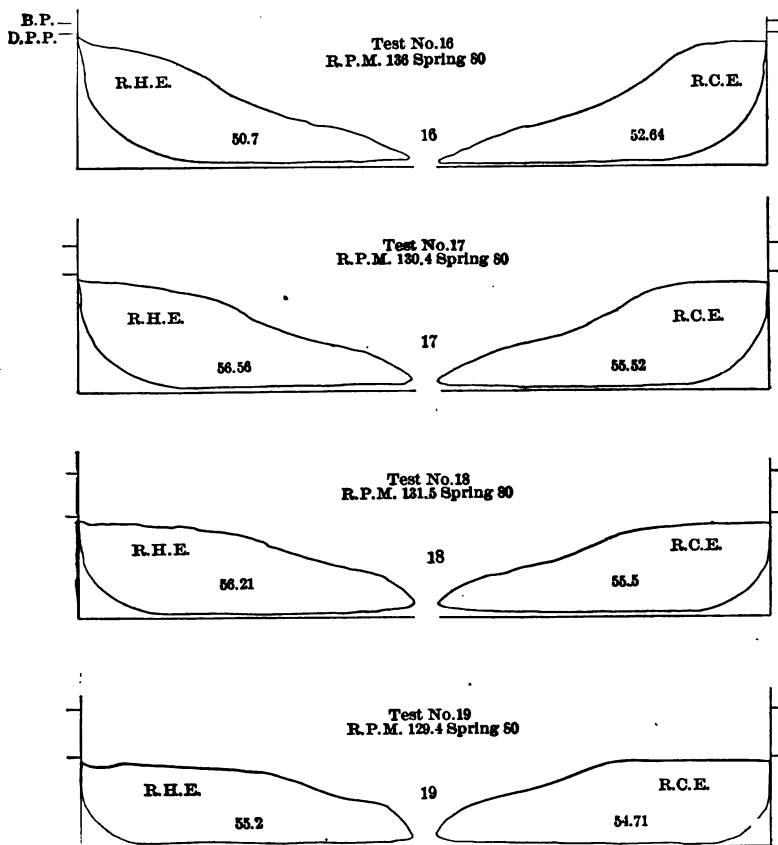 B.P.
D.P.P.
Test No.16
R.P.M. 136 Spring 80
R.H.E.
R.C.E.
50.7
16
52.64
Test No.17
R.P.M. 130.4 Spring 80
R.H.E.
R.C.E.
17
56.56
55.52
Test No.18
R.P.M. 131.5 Spring 80
R.H.E.
18
R.C.E.
56.21
55.5
Test No.19
R.P.M. 129.4 Spring 80
R.H.E.
19
R.C.E.
55.2
54.71